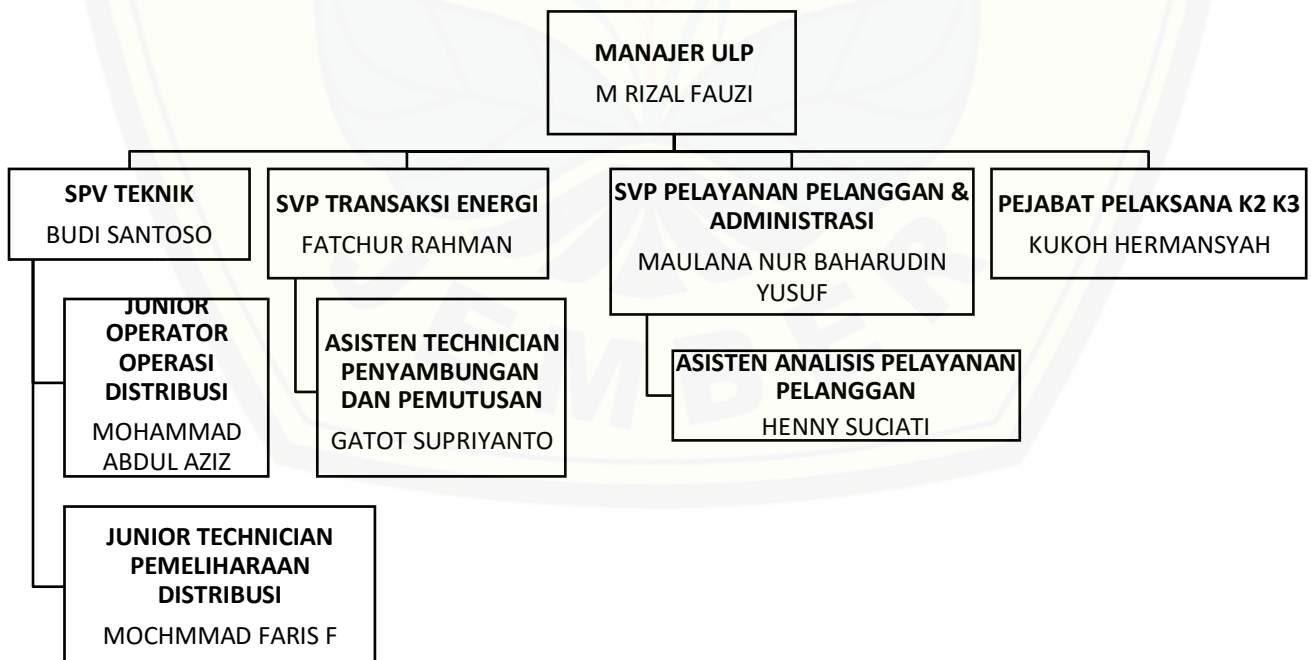 MANAJER ULP
M RIZAL FAUZI
SPV TEKNIK
BUDI SANTOSO
SVP TRANSAKSI ENERGI
FATCHUR RAHMAN
SVP PELAYANAN PELANGGAN &
ADMINISTRASI
MAULANA NUR BAHARUDIN
YUSUF
PEJABAT PELAKSANA K2 K3
KUKOH HERMANSYAH
JUNIOR
OPERATOR
OPERASI
DISTRIBUSI
MOHAMMAD
ABDUL AZIZ
ASISTEN TECHNICIAN
PENYAMBUNGAN
DAN PEMUTUSAN
GATOT SUPRIYANTO
ASISTEN ANALISIS PELAYANAN
PELANGGAN
HENNY SUCIATI
JUNIOR TECHNICIAN
PEMELIHARAAN
DISTRIBUSI
MOCHMMAD FARIS F
JEMBER